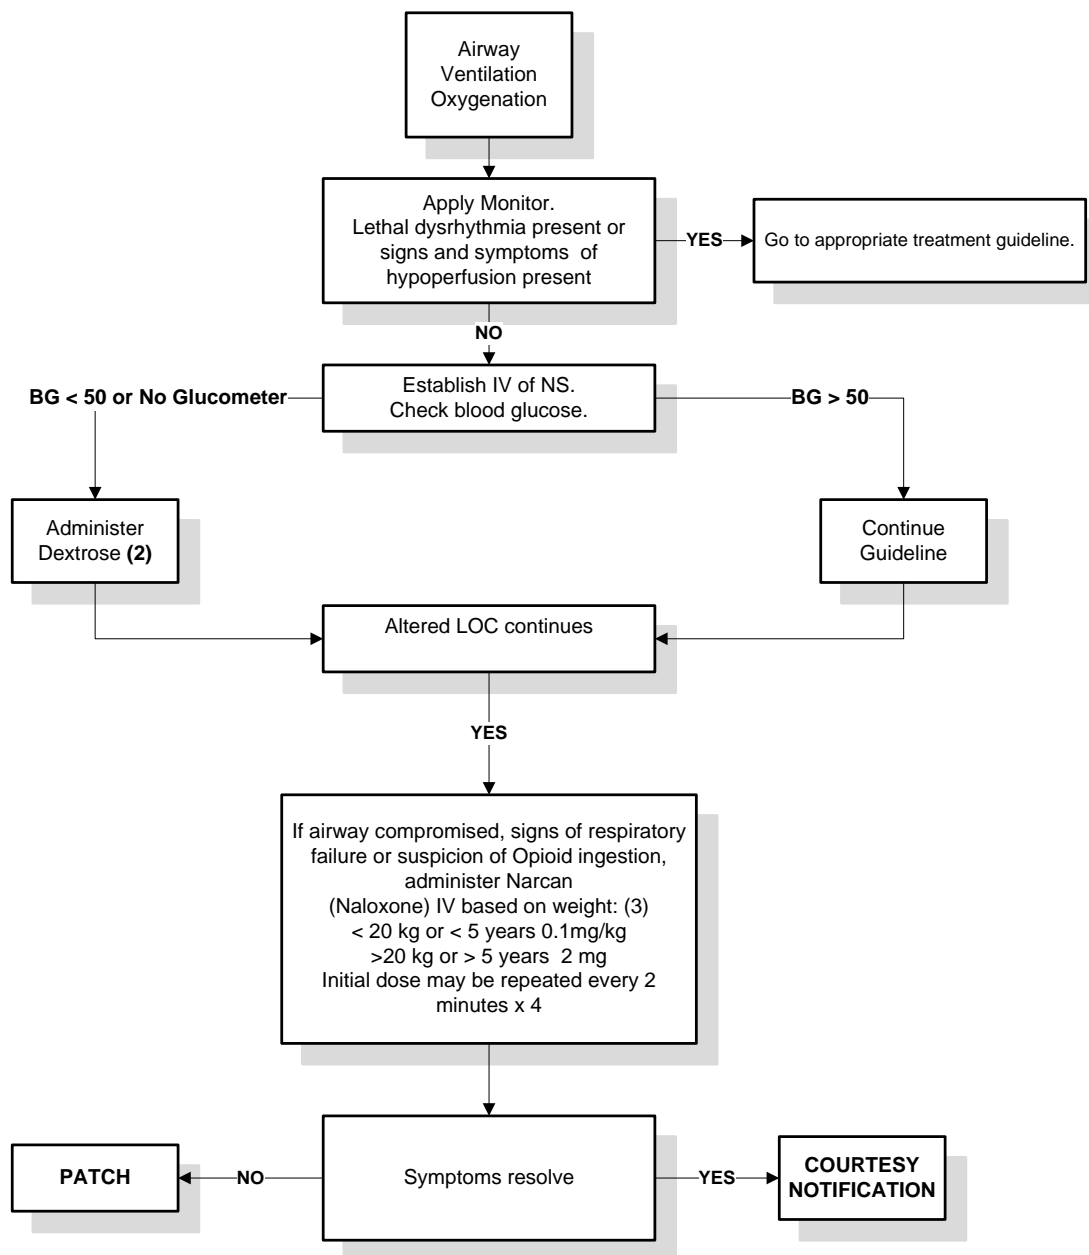 Airway
Ventilation
Oxygenation
Apply Monitor.
Lethal dysrhythmia present or
signs and symptoms of
hypoperfusion present
YES
Go to appropriate treatment guideline.
NO
BG < 50 or No Glucometer
Establish IV of NS.
Check blood glucose.
BG > 50
Administer
Dextrose (2)
Continue
Guideline
Altered LOC continues
YES
If airway compromised, signs of respiratory
failure or suspicion of Opioid ingestion,
administer Narcan
(Naloxone) IV based on weight: (3)
< 20 kg or < 5 years 0.1mg/kg
>20 kg or > 5 years 2 mg
Initial dose may be repeated every 2
minutes x 4
PATCH
NO
Symptoms resolve
YES
COURTESY
NOTIFICATION